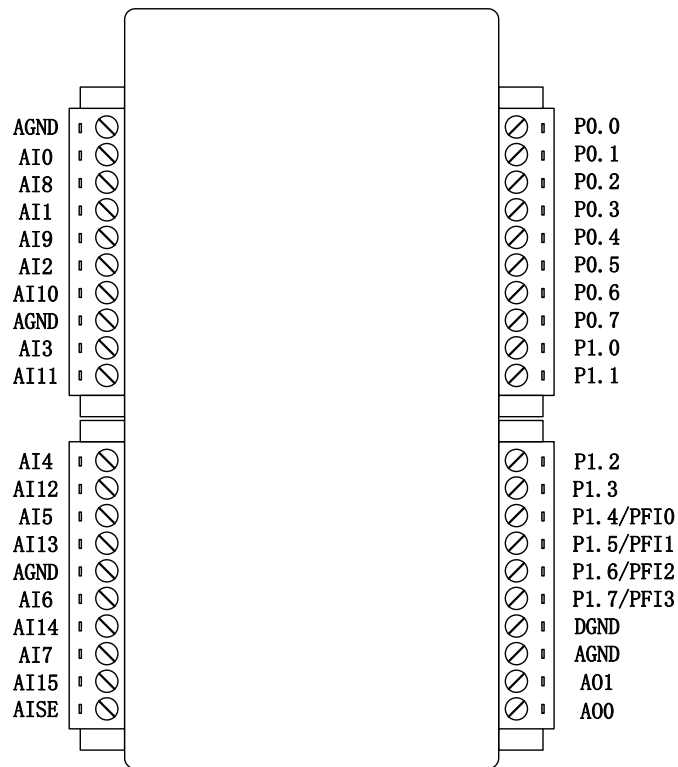 AGND
AI0
AI8
AI1
AI9
AI2
AI10
AGND
AI3
AI11
AI4
AI12
AI5
AI13
AGND
AI6
AI14
AI7
AI15
AISE
P0.0
P0.1
P0.2
P0.3
P0.4
P0.5
P0.6
P0.7
P1.0
P1.1
P1.2
P1.3
P1.4/PFI0
P1.5/PFI1
P1.6/PFI2
P1.7/PFI3
DGND
AGND
AO1
AO0